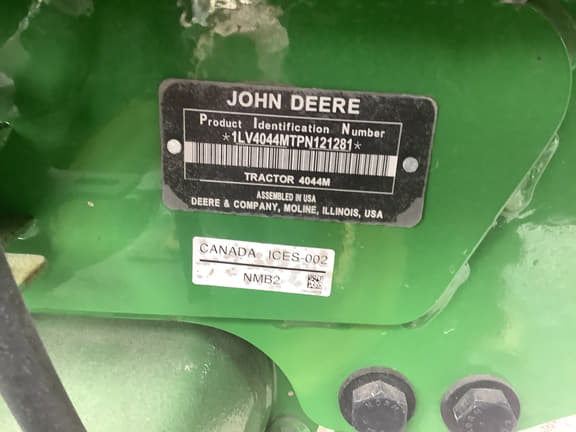 JOHN DEERE
Product Identification Number
*1LV4044MTPN121281*
TRACTOR 4044M
ASSEMBLED IN USA
DEERE & COMPANY, MOLINE, ILLINOIS, USA
CANADA ICES-002
NMB2